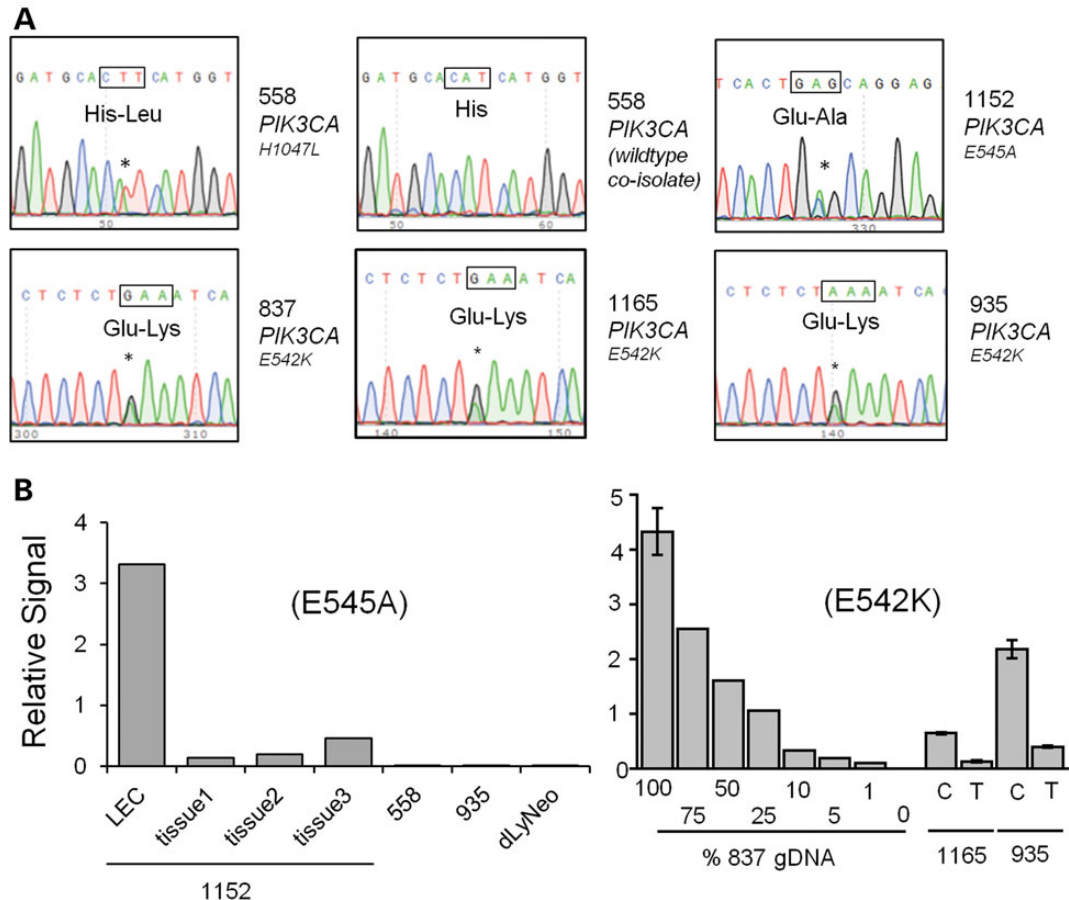 A
G A T G C A C T T C A T G G T
His-Leu
*
50
558
PIK3CA
H1047L
G A T G C A C A T C A T G G T
His
50 60
558
PIK3CA
(wildtype
co-isolate)
T C A C T G A G C A G G A G
Glu-Ala
*
330
1152
PIK3CA
E545A
C T C T C T G A A A T C A
Glu-Lys
*
300 310
837
PIK3CA
E542K
C T C T C T G A A A T C A
Glu-Lys
*
140 150
1165
PIK3CA
E542K
C T C T C T A A A A T C A
Glu-Lys
*
140
935
PIK3CA
E542K
B
Relative Signal
4
3
2
1
0
(E545A)
LEC tissue1 tissue2 tissue3 558 935 dLyNeo
1152
5
4
3
2
1
0
(E542K)
100 50 10 1 C T C T
75 25 5 0
% 837 gDNA 1165 935